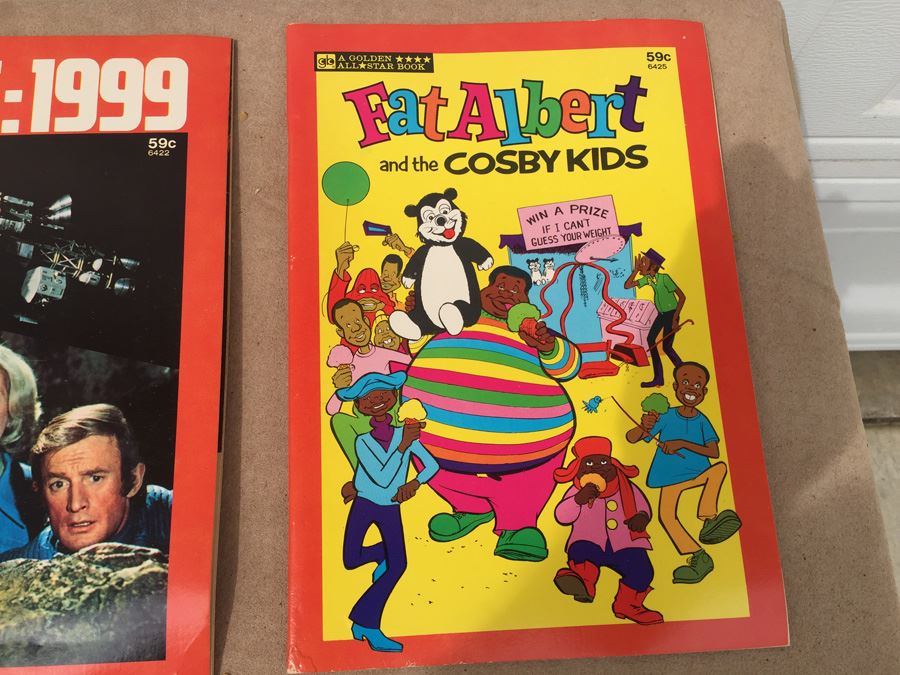 :1999
59c
6422
A GOLDEN ★★★★
ALL★STAR BOOK
59c
6425
Fat Albert
and the COSBY KIDS
WIN A PRIZE
IF I CAN'T
GUESS YOUR WEIGHT